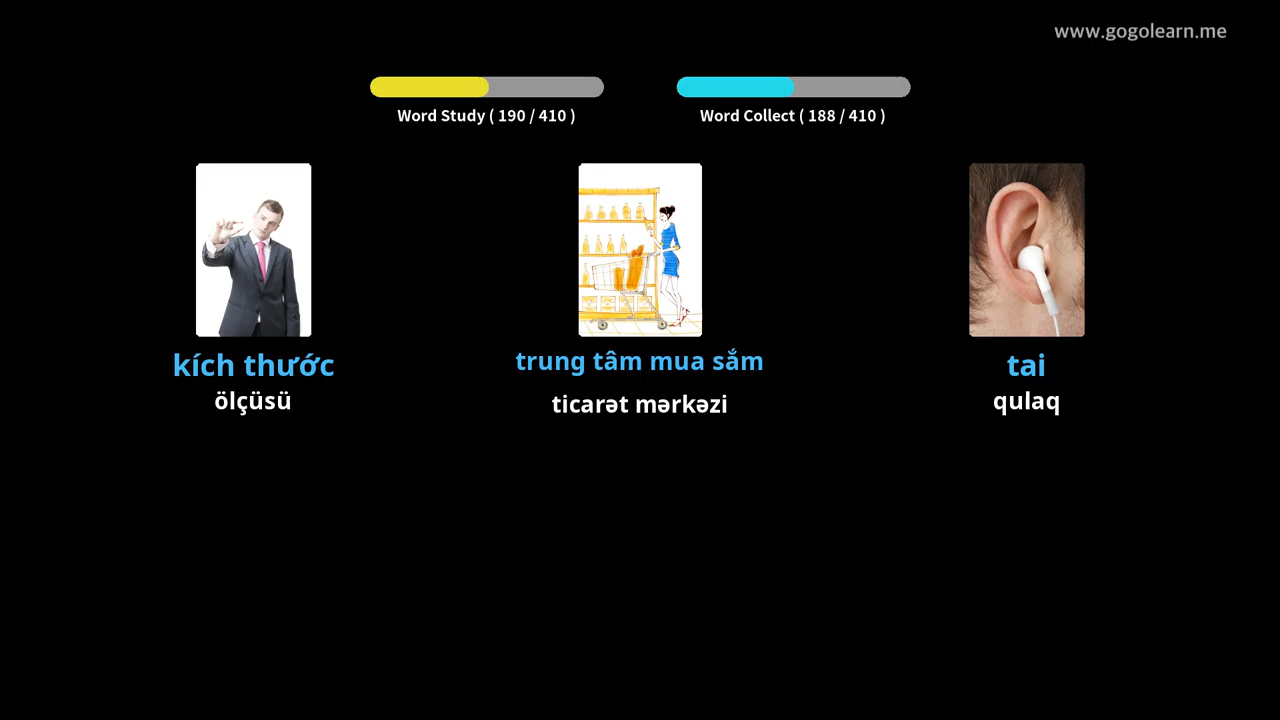 www.gogolearn.me
Word Study ( 190 / 410 )
Word Collect ( 188 / 410 )
kích thước
ölçüsü
trung tâm mua sắm
ticarət mərkəzi
tai
qulaq